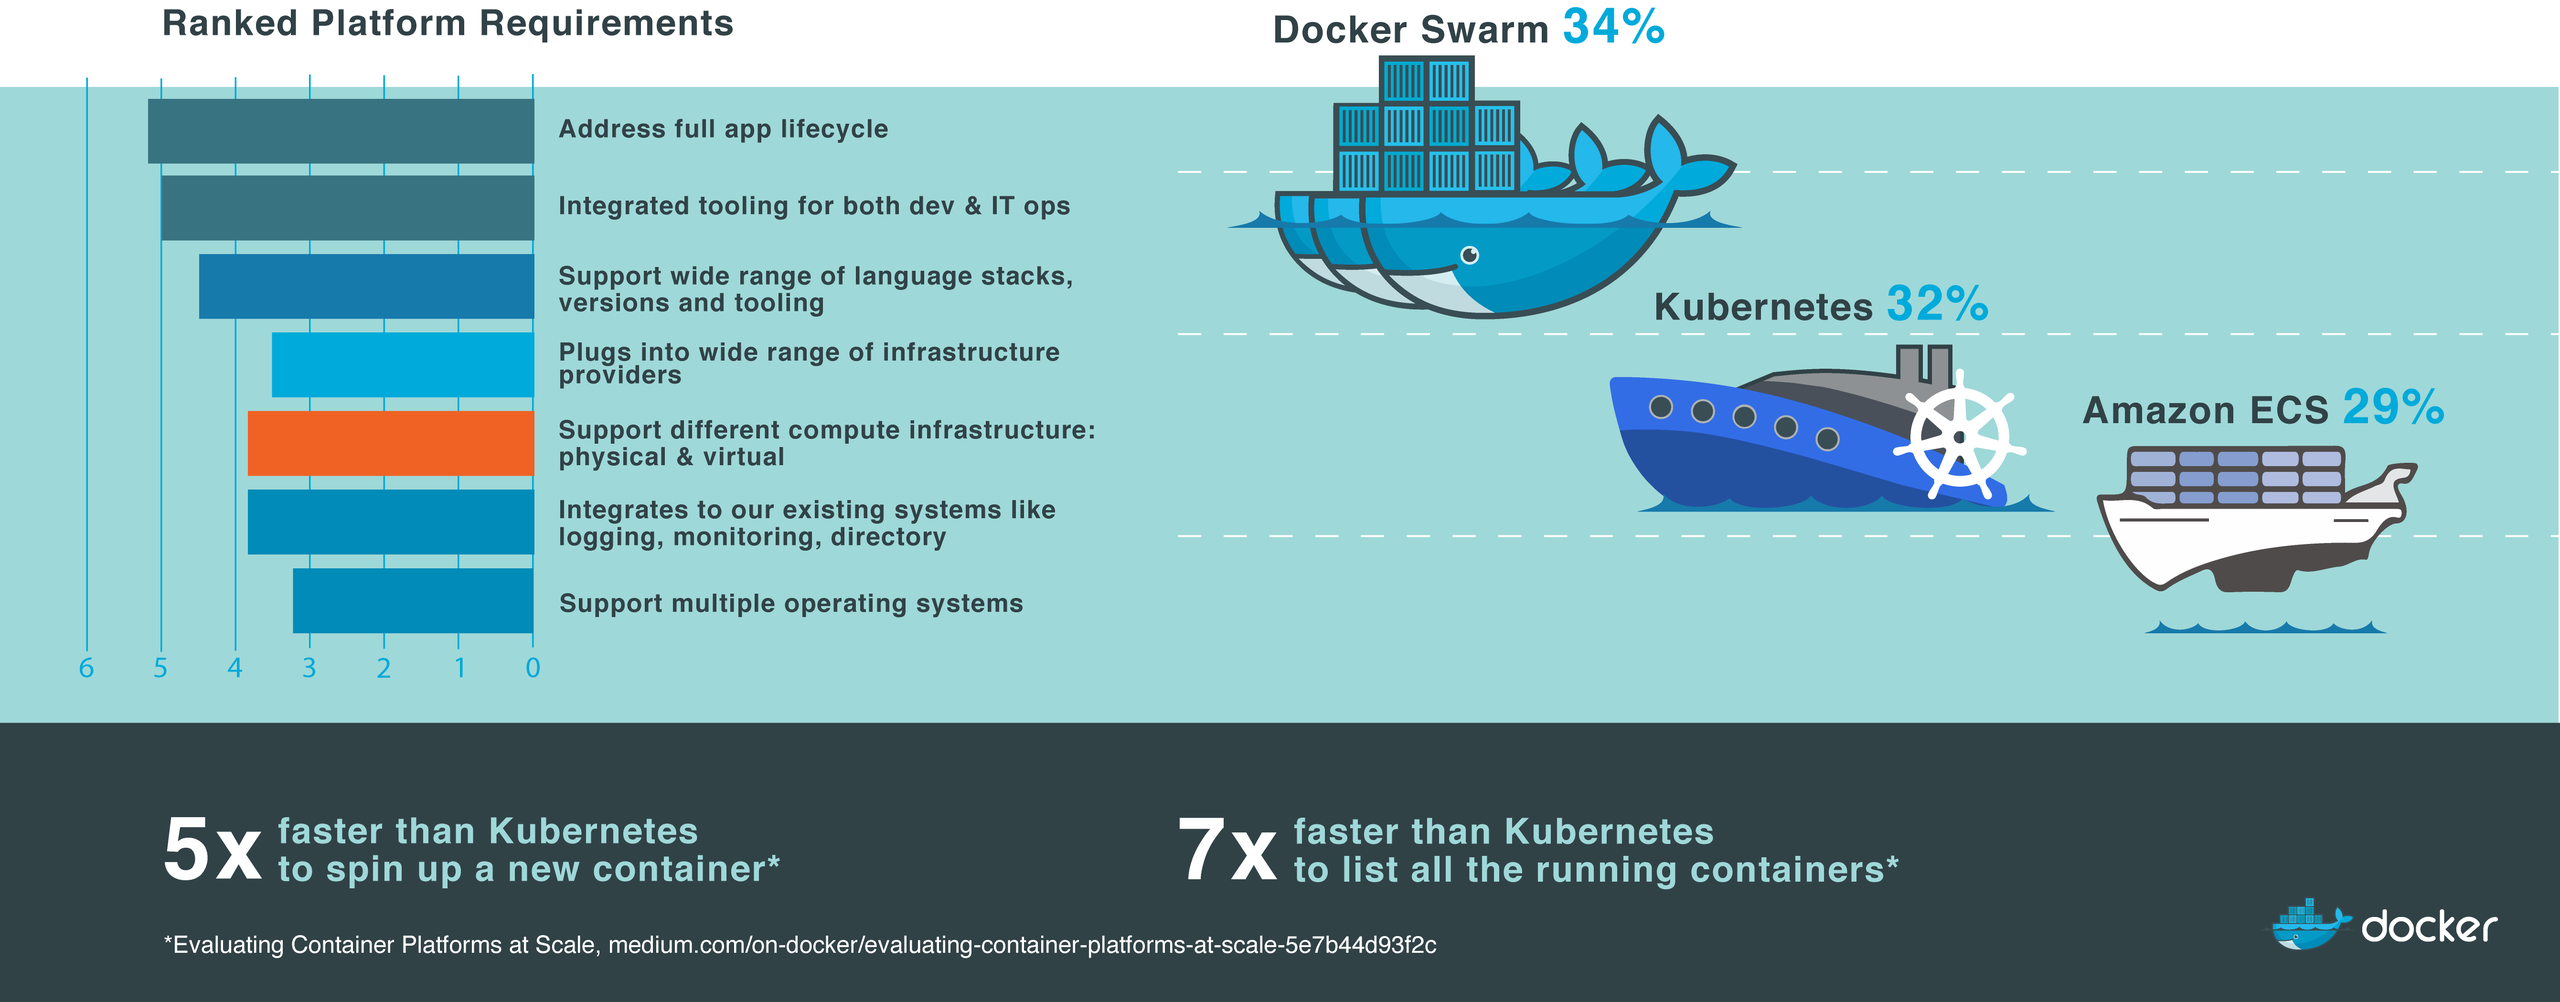 Ranked Platform Requirements
Address full app lifecycle
Integrated tooling for both dev & IT ops
Support wide range of language stacks,
versions and tooling
Plugs into wide range of infrastructure
providers
Support different compute infrastructure:
physical & virtual
Integrates to our existing systems like
logging, monitoring, directory
Support multiple operating systems
6 5 4 3 2 1 0
Docker Swarm 34%
Kubernetes 32%
Amazon ECS 29%
5x faster than Kubernetes
to spin up a new container*
7x faster than Kubernetes
to list all the running containers*
*Evaluating Container Platforms at Scale, medium.com/on-docker/evaluating-container-platforms-at-scale-5e7b44d93f2c
docker